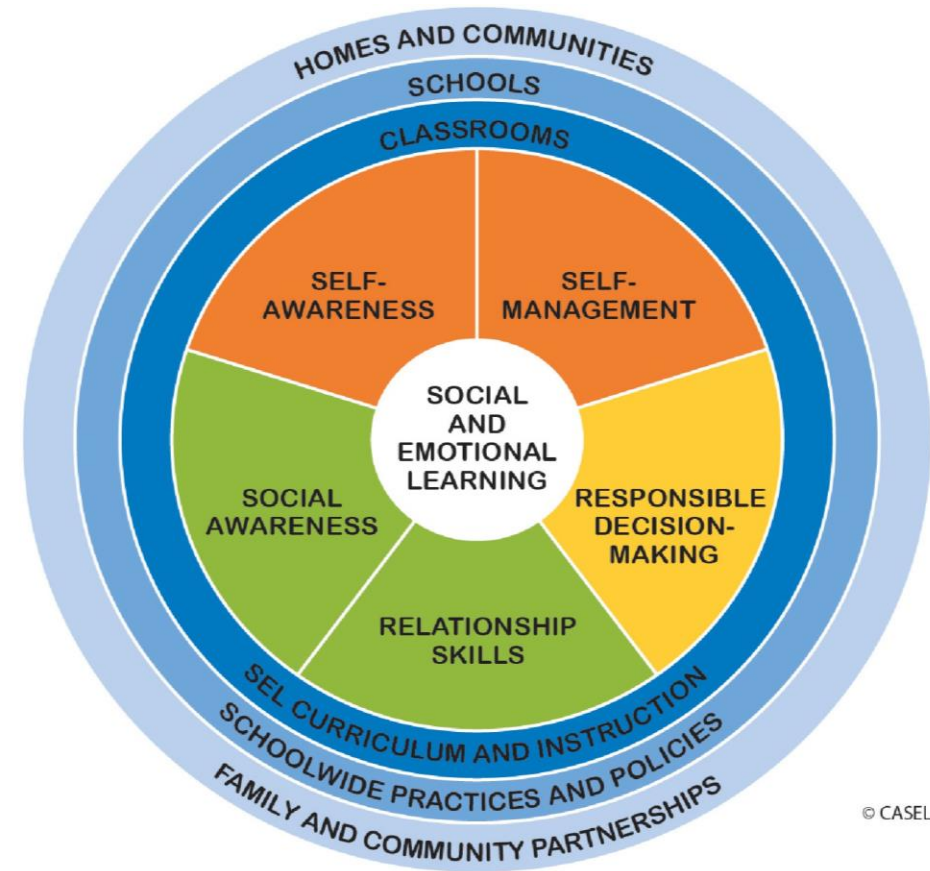 HOMES AND COMMUNITIES
SCHOOLS
CLASSROOMS
SELF-
AWARENESS
SELF-
MANAGEMENT
SOCIAL
AND
EMOTIONAL
LEARNING
SOCIAL
AWARENESS
RESPONSIBLE
DECISION-
MAKING
RELATIONSHIP
SKILLS
SEL CURRICULUM AND INSTRUCTION
SCHOOLWIDE PRACTICES AND POLICIES
FAMILY AND COMMUNITY PARTNERSHIPS
© CASEL